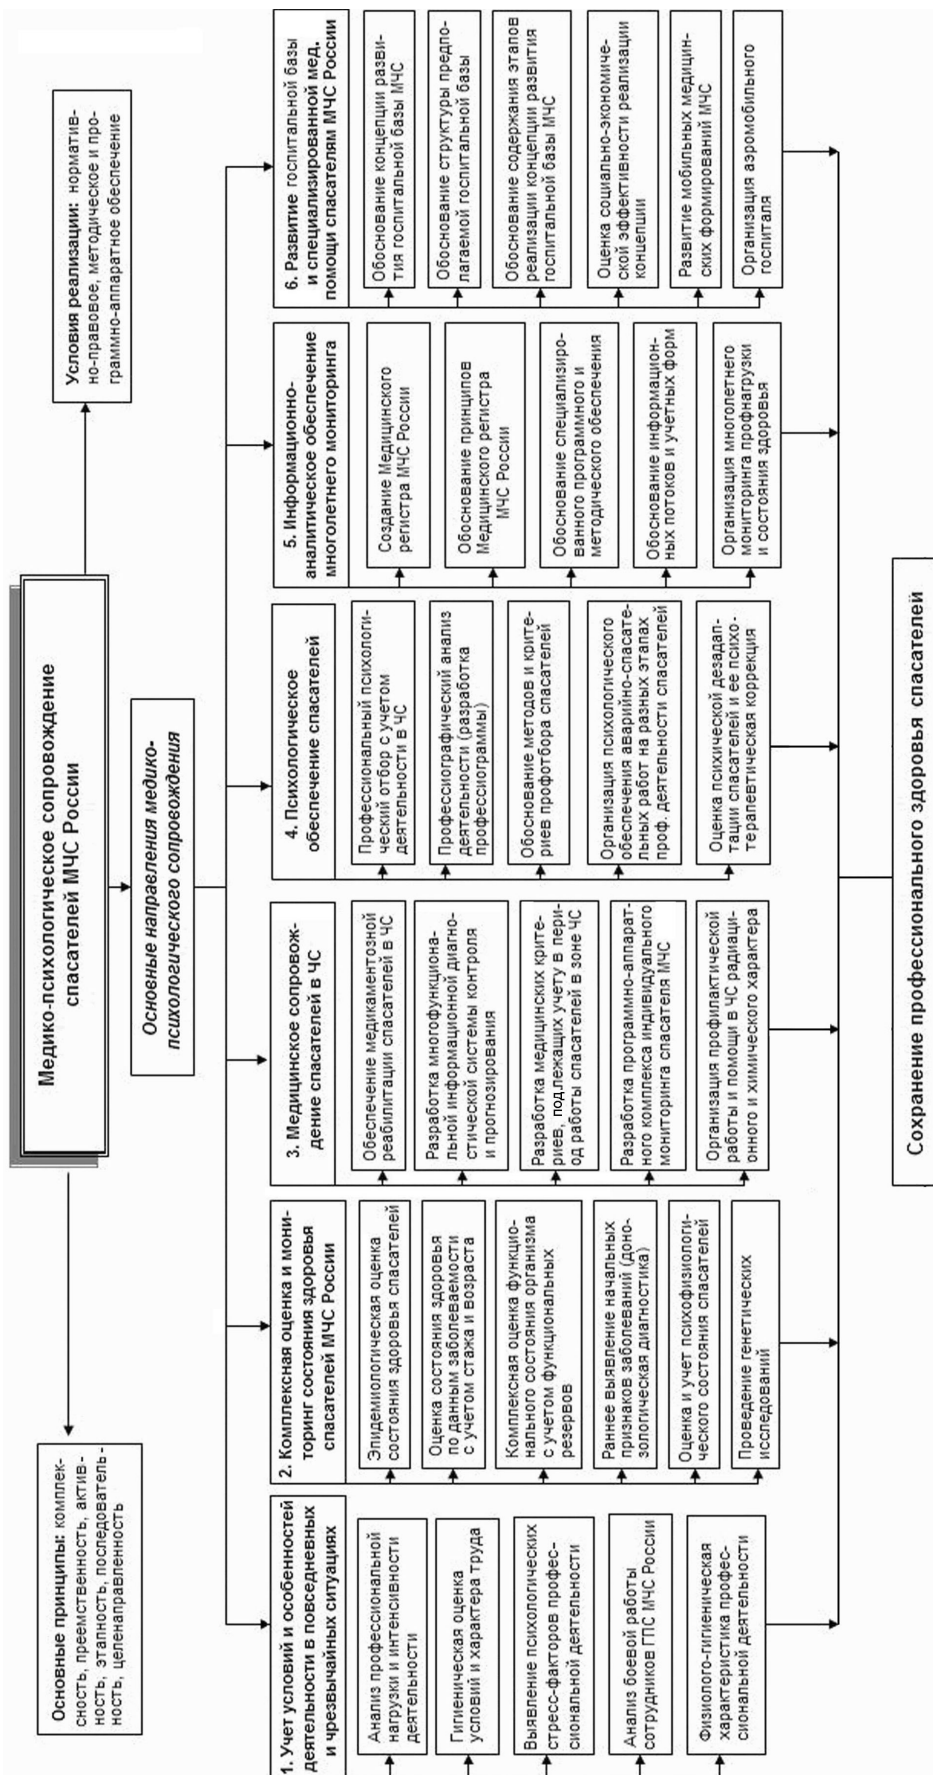 Медико-психологическое сопровождение
спасателей МЧС России
Основные принципы: комплек-
сность, преемственность, актив-
ность, этапность, последователь-
ность, целенаправленность
Условия реализации: норматив-
но-правовое, методическое и про-
граммно-аппаратное обеспечение
Основные направления медико-
психологического сопровождения
1. Учет условий и особенностей
деятельности в повседневных
и чрезвычайных ситуациях
Анализ профессиональной
нагрузки и интенсивности
деятельности
Гигиеническая оценка
условий и характера труда
Выявление психологических
стресс-факторов профес-
сиональной деятельности
Анализ боевой работы
сотрудников ГПС МЧС России
Физиолого-гигиеническая
характеристика профес-
сиональной деятельности
2. Комплексная оценка и мони-
торинг состояния здоровья
спасателей МЧС России
Эпидемиологическая оценка
состояния здоровья спасателей
Оценка состояния здоровья
по данным заболеваемости
с учетом стажа и возраста
Комплексная оценка функцио-
нального состояния организма
с учетом функциональных
резервов
Раннее выявление начальных
признаков заболеваний (доно-
зологическая диагностика)
Оценка и учет психофизиологи-
ческого состояния спасателей
Проведение генетических
исследований
3. Медицинское сопровож-
дение спасателей в ЧС
Обеспечение медикаментозной
реабилитации спасателей в ЧС
Разработка многофункциона-
льной информационной диагно-
стической системы контроля
и прогнозирования
Разработка медицинских крите-
риев, подлежащих учету в пери-
од работы спасателей в зоне ЧС
Разработка программно-аппарат-
ного комплекса индивидуального
мониторинга спасателя МЧС
Организация профилактической
работы и помощи в ЧС радиаци-
онного и химического характера
4. Психологическое
обеспечение спасателей
Профессиональный психологи-
ческий отбор с учетом
деятельности в ЧС
Профессиографический анализ
деятельности (разработка
профессиограммы)
Обоснование методов и крите-
риев профотбора спасателей
Организация психологического
обеспечения аварийно-спасате-
льных работ на разных этапах
проф. деятельности спасателей
Оценка психической дезадап-
тации спасателей и ее психо-
терапевтическая коррекция
5. Информационно-
аналитическое обеспечение
многолетнего мониторинга
Создание Медицинского
регистра МЧС России
Обоснование принципов
Медицинского регистра
МЧС России
Обоснование специализиро-
ванного программного и
методического обеспечения
Обоснование информацион-
ных потоков и учетных форм
Организация многолетнего
мониторинга профнагрузки
и состояния здоровья
6. Развитие госпитальной базы
и специализированной мед.
помощи спасателям МЧС России
Обоснование концепции разви-
тия госпитальной базы МЧС
Обоснование структуры предпо-
лагаемой госпитальной базы
Обоснование содержания этапов
реализации концепции развития
госпитальной базы МЧС
Оценка социально-экономиче-
ской эффективности реализации
концепции
Развитие мобильных медицин-
ских формирований МЧС
Организация аэромобильного
госпиталя
Сохранение профессионального здоровья спасателей